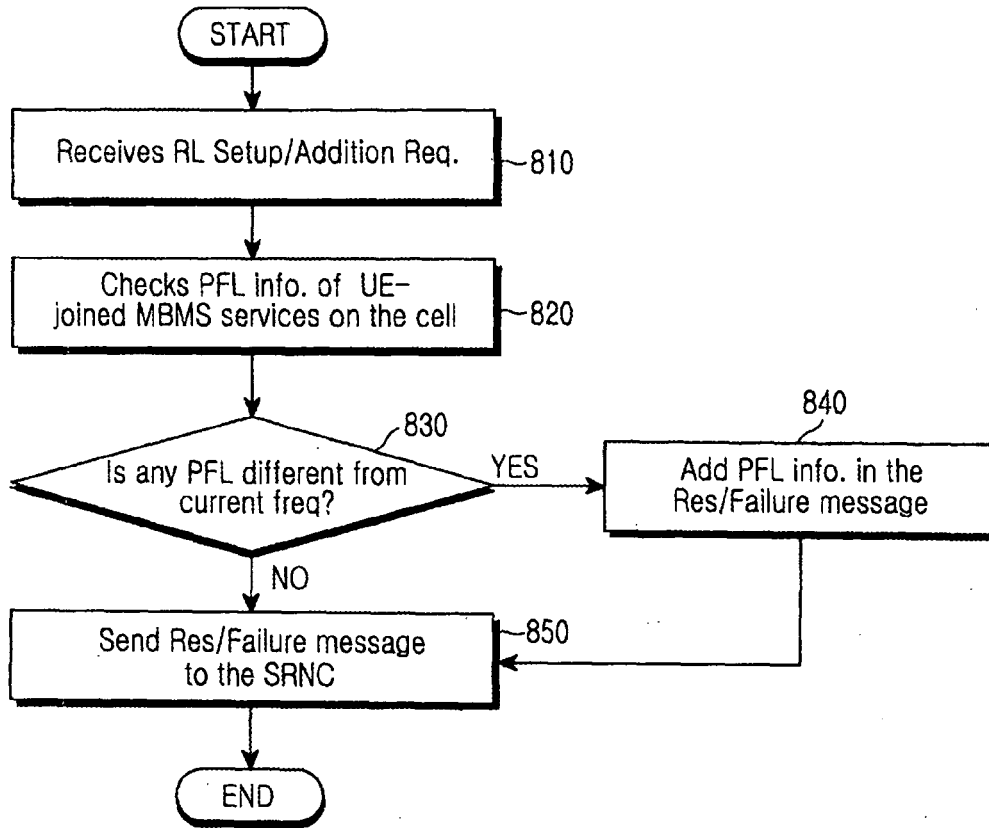 START
Receives RL Setup/Addition Req.
810
Checks PFL info. of UE-
joined MBMS services on the cell
820
830
Is any PFL different from
current freq?
YES
840
Add PFL info. in the
Res/Failure message
NO
Send Res/Failure message
to the SRNC
850
END